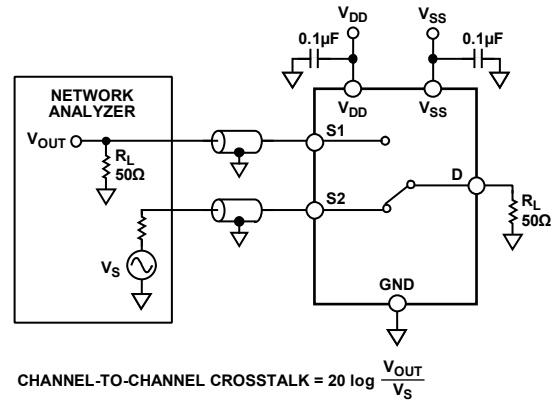 VDD
VSS
0.1µF
0.1µF
VDD
VSS
NETWORK
ANALYZER
VOUT
RL
50Ω
S1
S2
D
RL
50Ω
VS
GND
CHANNEL-TO-CHANNEL CROSSTALK = 20 log VOUT
VS